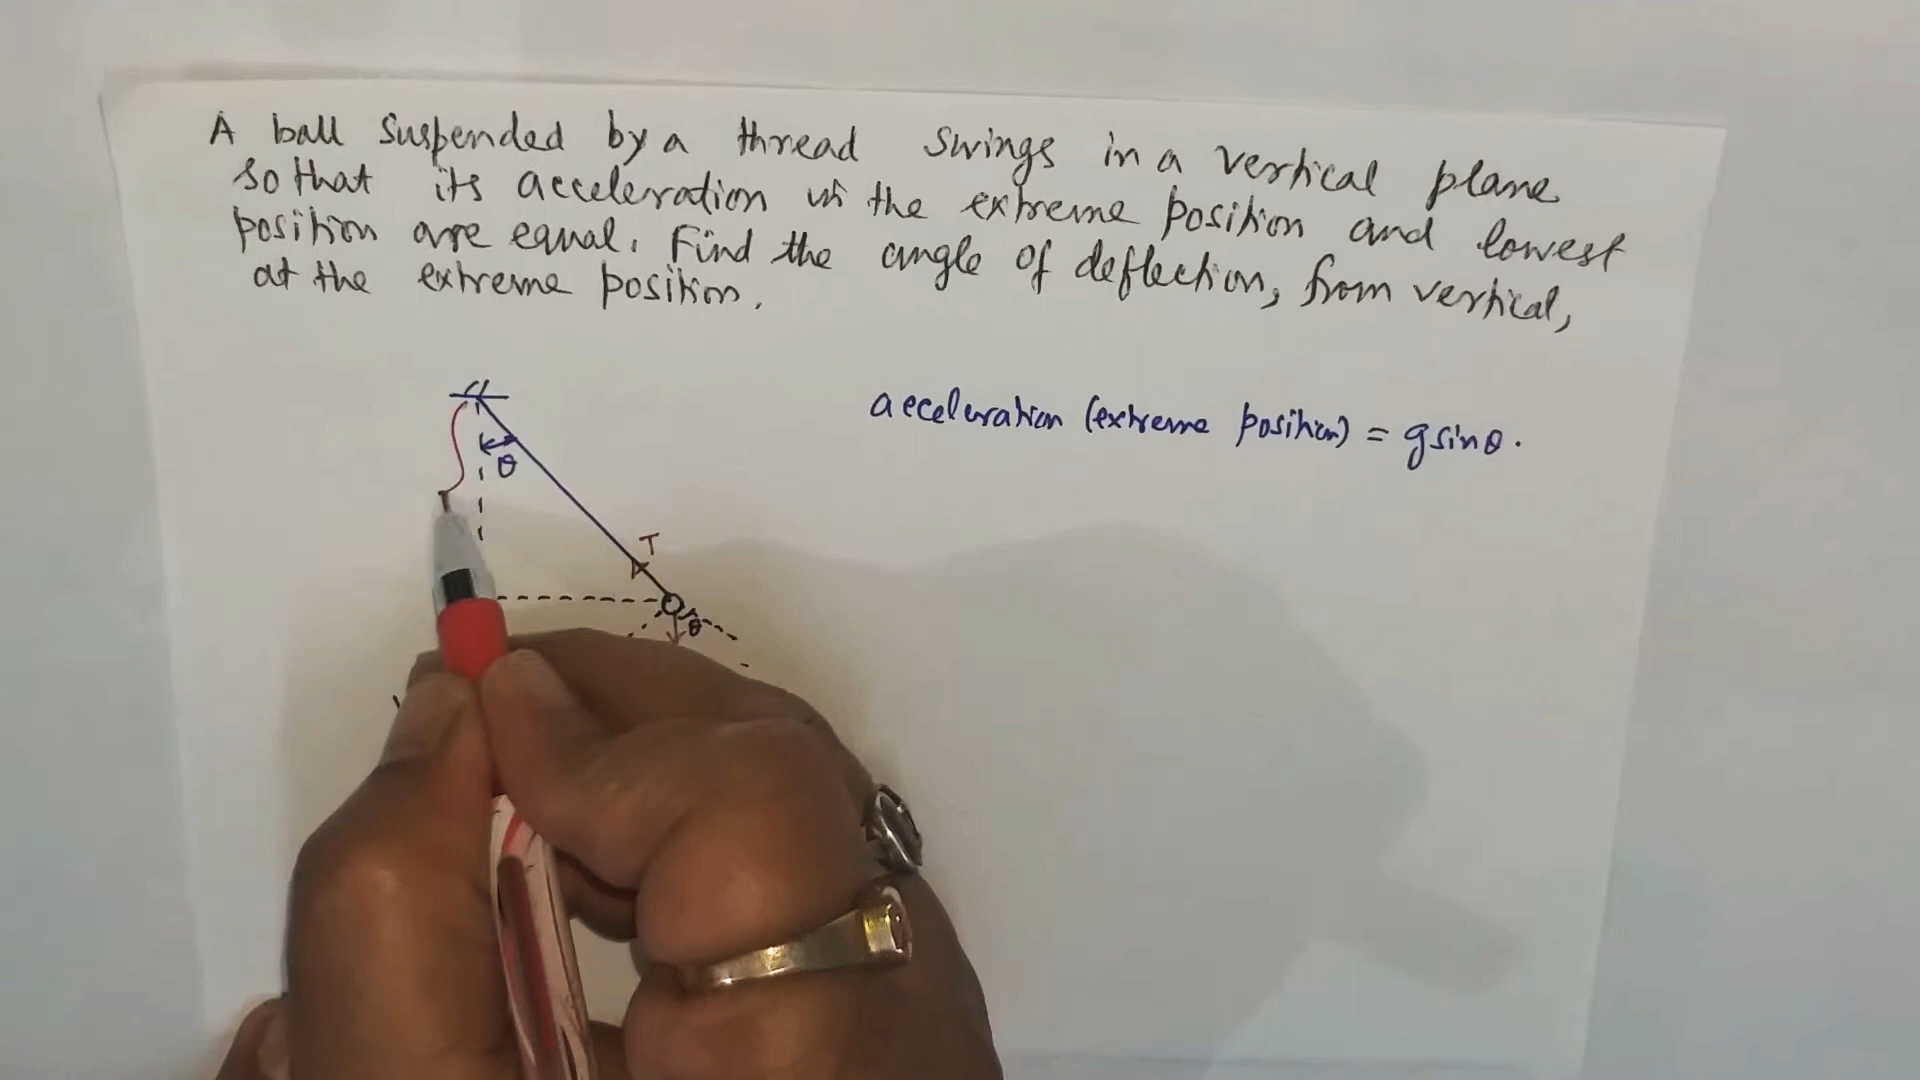 A ball suspended by a thread swings in a vertical plane
so that its acceleration in the extreme position and lowest
position are equal. Find the angle of deflection, from vertical,
at the extreme position.
acceleration (extreme position) = g sinθ.
θ
T
θ